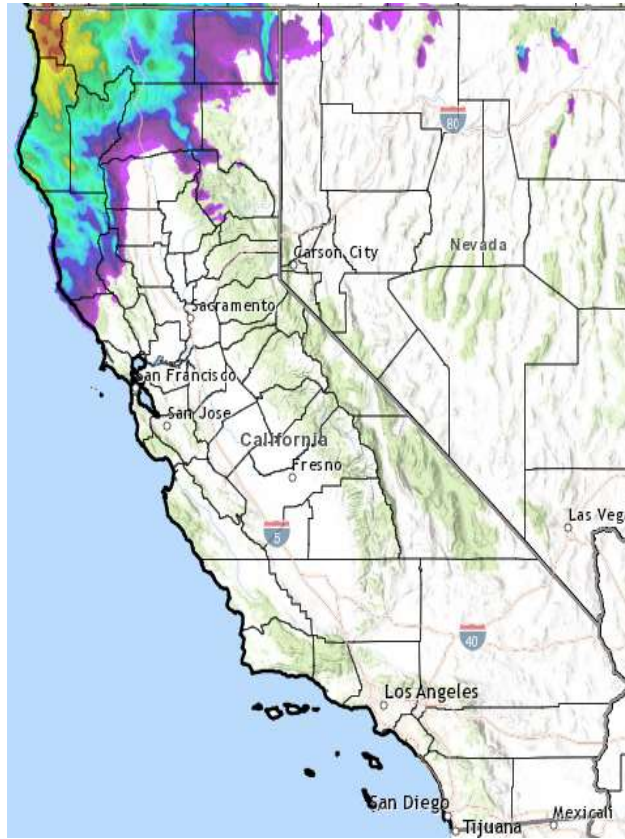 80
Carson City
Nevada
Sacramento
San Francisco
San Jose
California
Fresno
5
Las Vega
40
Los Angeles
San Diego
Tijuana
Mexicali